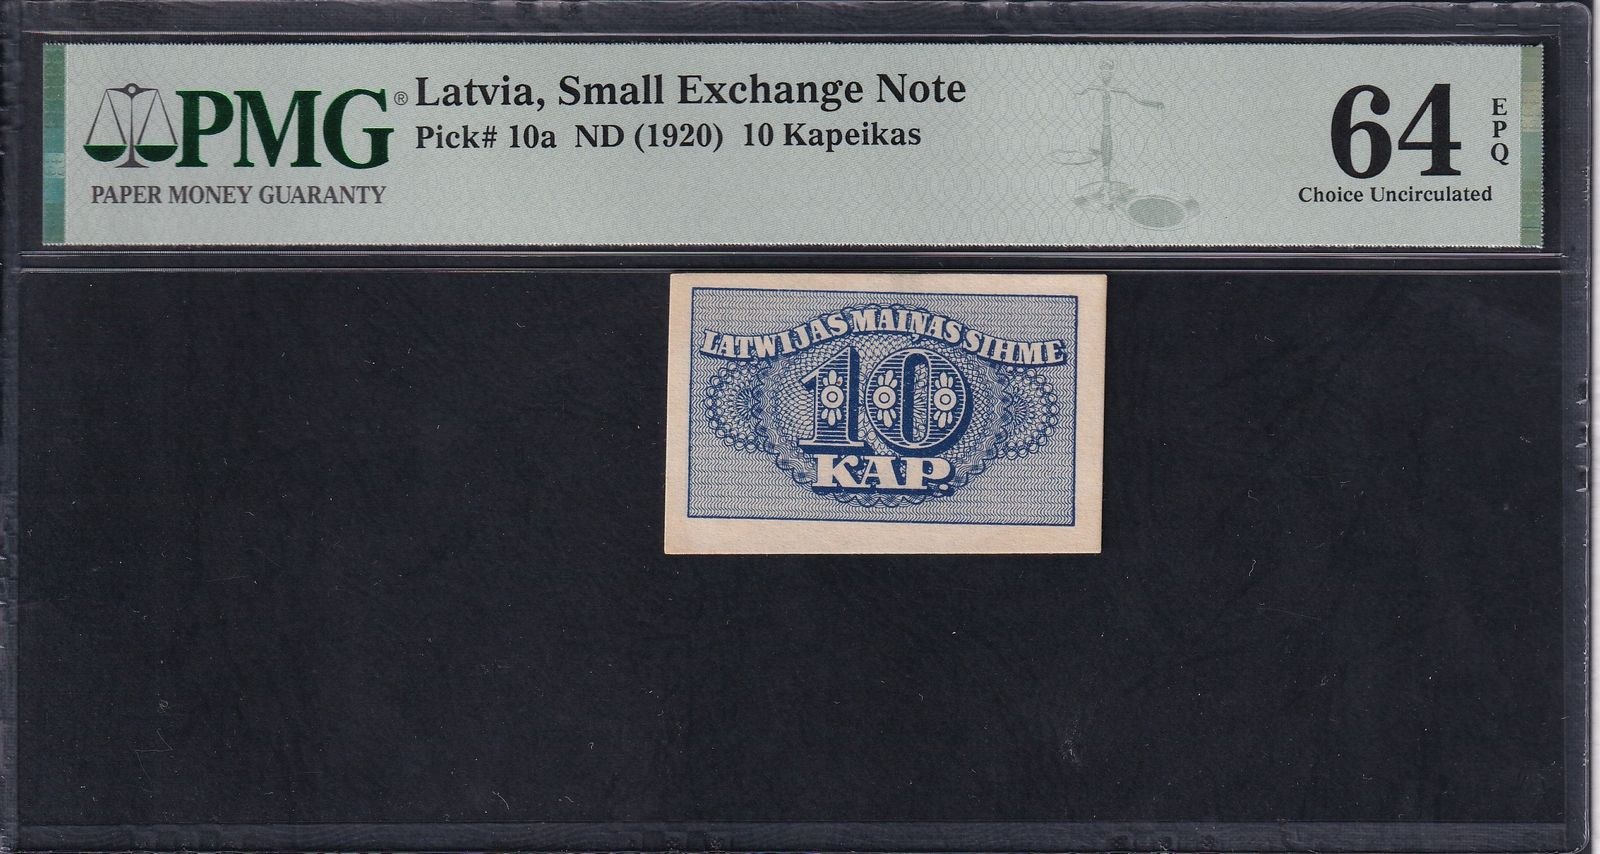 PMG®
PAPER MONEY GUARANTY
Latvia, Small Exchange Note
Pick# 10a ND (1920) 10 Kapeikas
64
EPQ
Choice Uncirculated
LATWIJAS MAIŅAS SIHME
10
KAP.